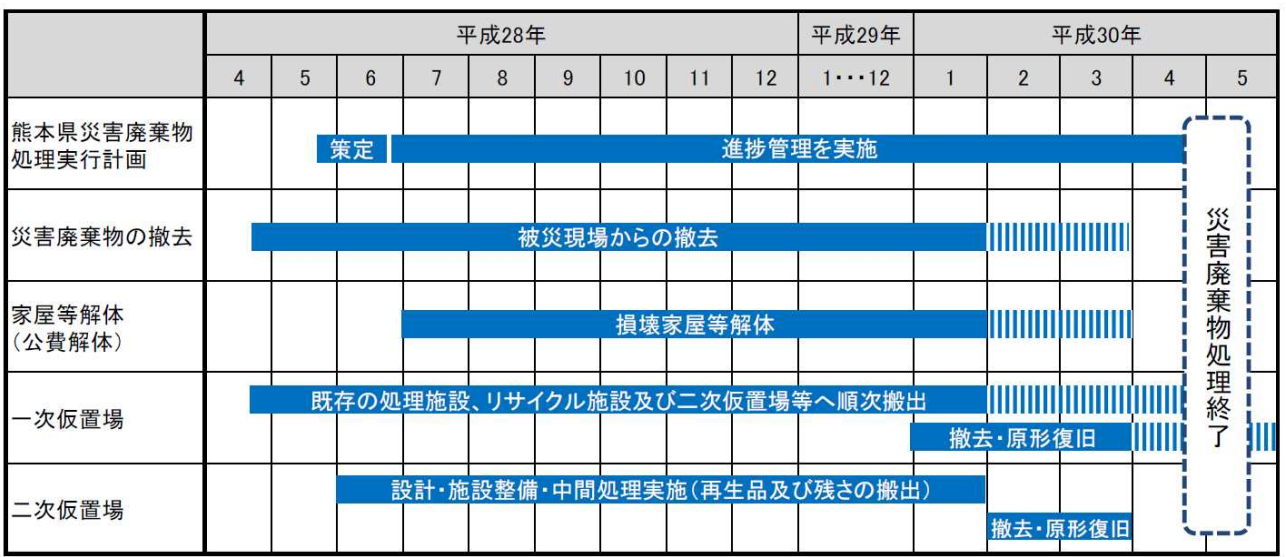 平成28年 平成29年 平成30年
4 5 6 7 8 9 10 11 12 1・・・12 1 2 3 4 5
熊本県災害廃棄物
処理実行計画
策定 進捗管理を実施
災害廃棄物の撤去
被災現場からの撤去
家屋等解体
（公費解体）
損壊家屋等解体
一次仮置場
既存の処理施設、リサイクル施設及び二次仮置場等へ順次搬出
撤去・原形復旧
二次仮置場
設計・施設整備・中間処理実施（再生品及び残さの搬出）
撤去・原形復旧
災害廃棄物処理終了